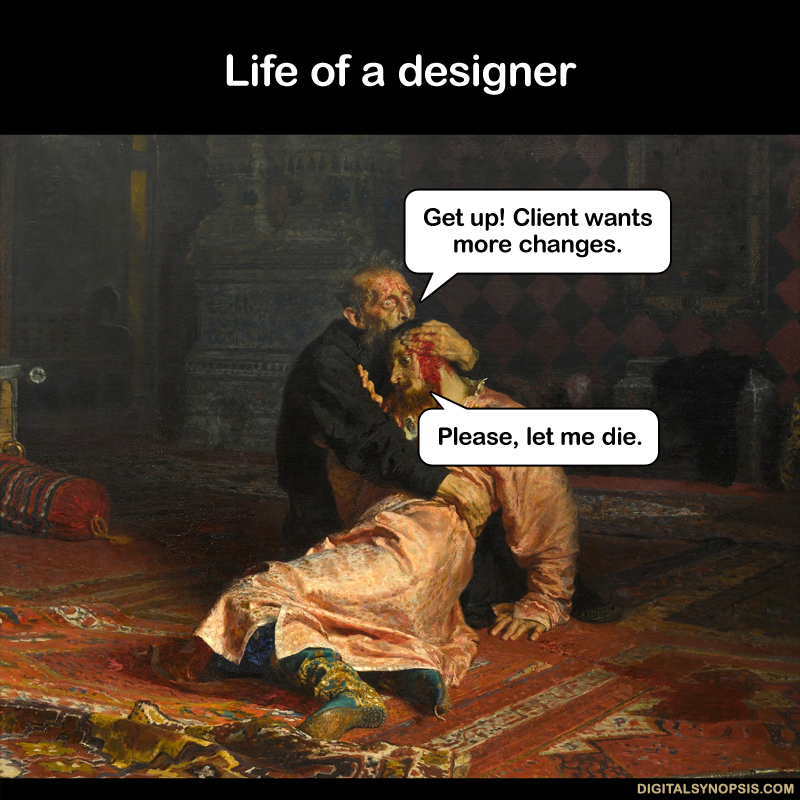 Life of a designer
Get up! Client wants
more changes.
Please, let me die.
DIGITALSYNOPSIS.COM